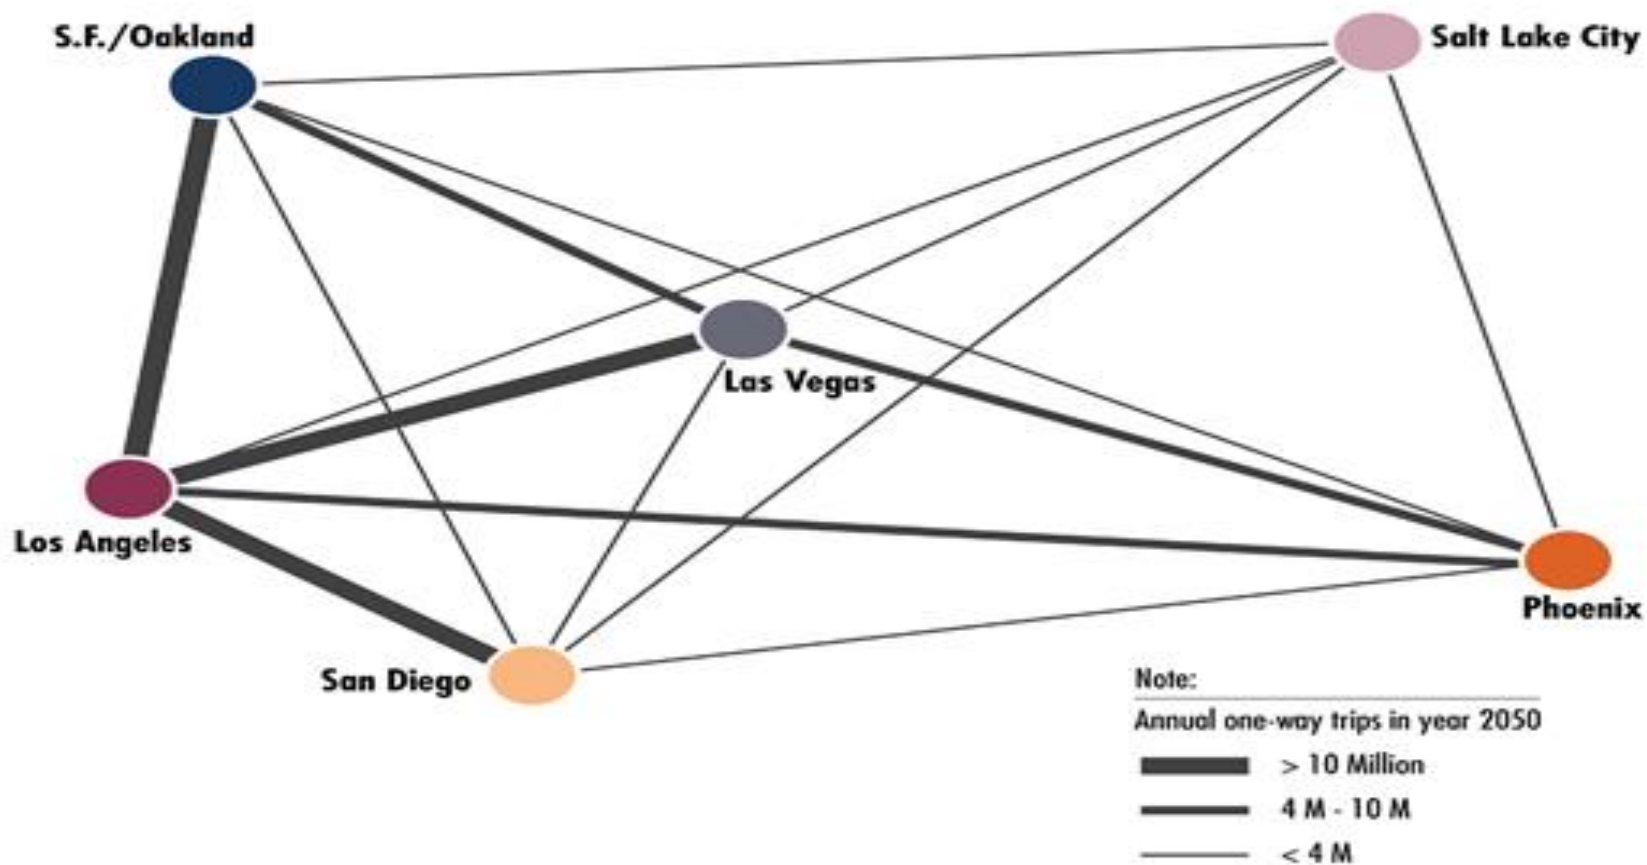 S.F./Oakland
Salt Lake City
Las Vegas
Los Angeles
Phoenix
San Diego
Note:
Annual one-way trips in year 2050
> 10 Million
4 M - 10 M
< 4 M